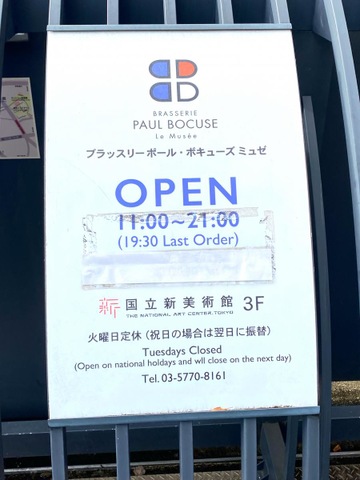 BRASSERIE
PAUL BOCUSE
Le Musée
ブラッスリー ポール・ボキューズ ミュゼ
OPEN
11:00～21:00
(19:30 Last Order)
新 国立新美術館 3F
THE NATIONAL ART CENTER, TOKYO
火曜日定休（祝日の場合は翌日に振替）
Tuesdays Closed
(Open on national holdays and wll close on the next day)
Tel. 03-5770-8161